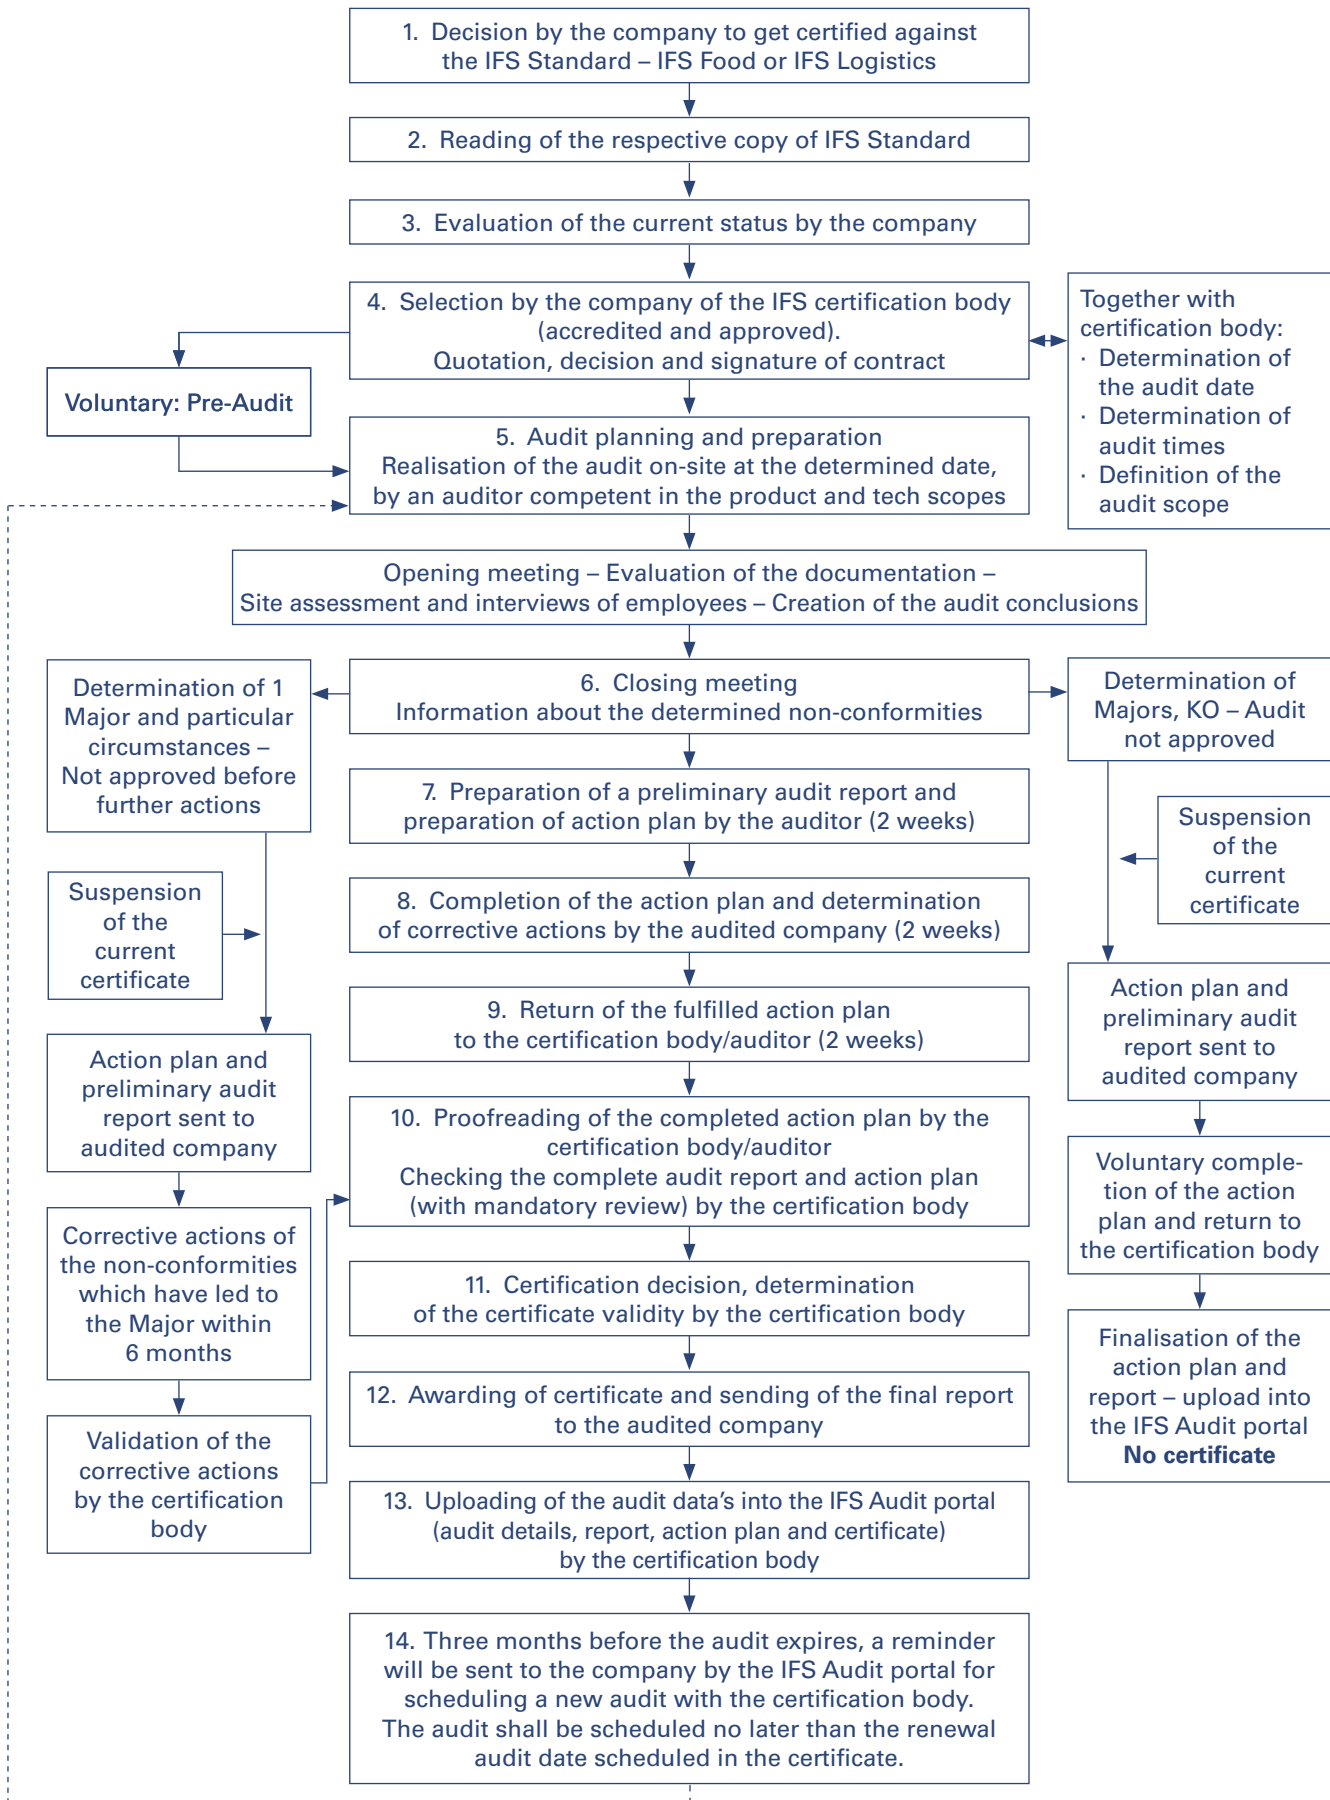 1. Decision by the company to get certified against
the IFS Standard – IFS Food or IFS Logistics
2. Reading of the respective copy of IFS Standard
3. Evaluation of the current status by the company
4. Selection by the company of the IFS certification body
(accredited and approved).
Quotation, decision and signature of contract
Together with
certification body:
· Determination of
the audit date
· Determination of
audit times
· Definition of the
audit scope
Voluntary: Pre-Audit
5. Audit planning and preparation
Realisation of the audit on-site at the determined date,
by an auditor competent in the product and tech scopes
Opening meeting – Evaluation of the documentation –
Site assessment and interviews of employees – Creation of the audit conclusions
6. Closing meeting
Information about the determined non-conformities
Determination of 1
Major and particular
circumstances –
Not approved before
further actions
Suspension
of the
current
certificate
Action plan and
preliminary audit
report sent to
audited company
Corrective actions of
the non-conformities
which have led to
the Major within
6 months
Validation of the
corrective actions
by the certification
body
Determination of
Majors, KO – Audit
not approved
Suspension
of the
current
certificate
Action plan and
preliminary audit
report sent to
audited company
Voluntary comple-
tion of the action
plan and return to
the certification body
Finalisation of the
action plan and
report – upload into
the IFS Audit portal
No certificate
7. Preparation of a preliminary audit report and
preparation of action plan by the auditor (2 weeks)
8. Completion of the action plan and determination
of corrective actions by the audited company (2 weeks)
9. Return of the fulfilled action plan
to the certification body/auditor (2 weeks)
10. Proofreading of the completed action plan by the
certification body/auditor
Checking the complete audit report and action plan
(with mandatory review) by the certification body
11. Certification decision, determination
of the certificate validity by the certification body
12. Awarding of certificate and sending of the final report
to the audited company
13. Uploading of the audit data's into the IFS Audit portal
(audit details, report, action plan and certificate)
by the certification body
14. Three months before the audit expires, a reminder
will be sent to the company by the IFS Audit portal for
scheduling a new audit with the certification body.
The audit shall be scheduled no later than the renewal
audit date scheduled in the certificate.